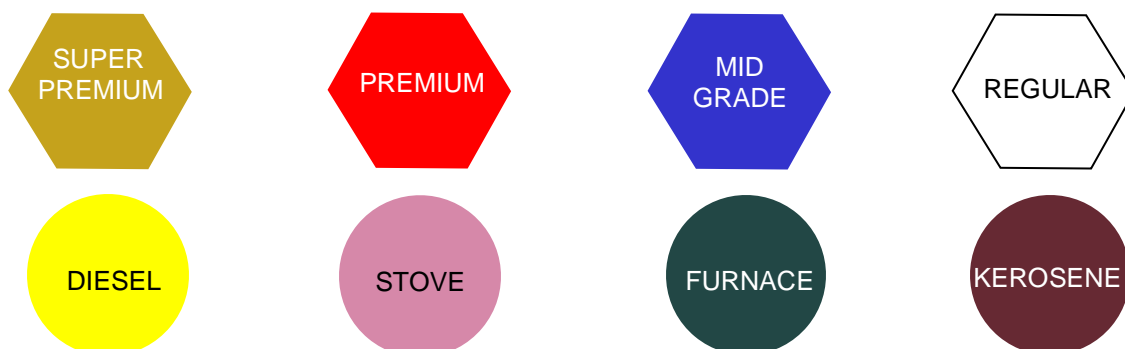 SUPER
PREMIUM
PREMIUM
MID
GRADE
REGULAR
DIESEL
STOVE
FURNACE
KEROSENE